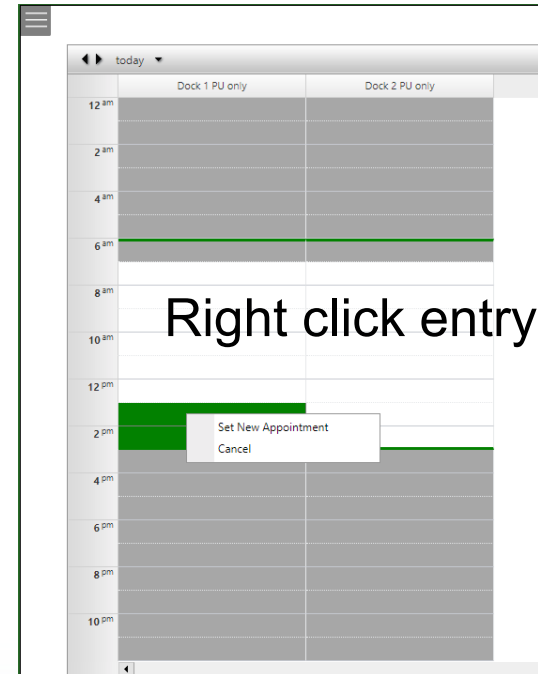 today
Dock 1 PU only Dock 2 PU only
12 am
2 am
4 am
6 am
8 am
Right click entry
10 am
12 pm
Set New Appointment
2 pm
Cancel
4 pm
6 pm
8 pm
10 pm